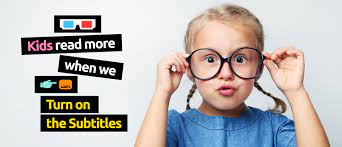 Kids read more
when we
Turn on
the Subtitles